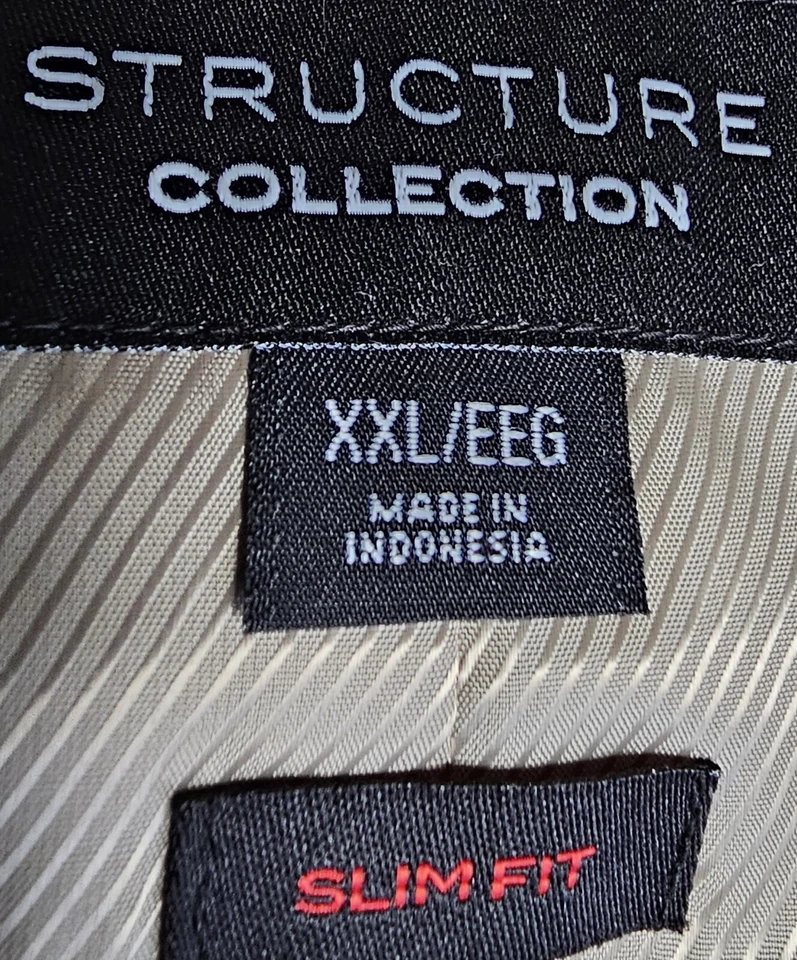 STRUCTURE
COLLECTION
XXL/EEG
MADE IN
INDONESIA
SLIM FIT